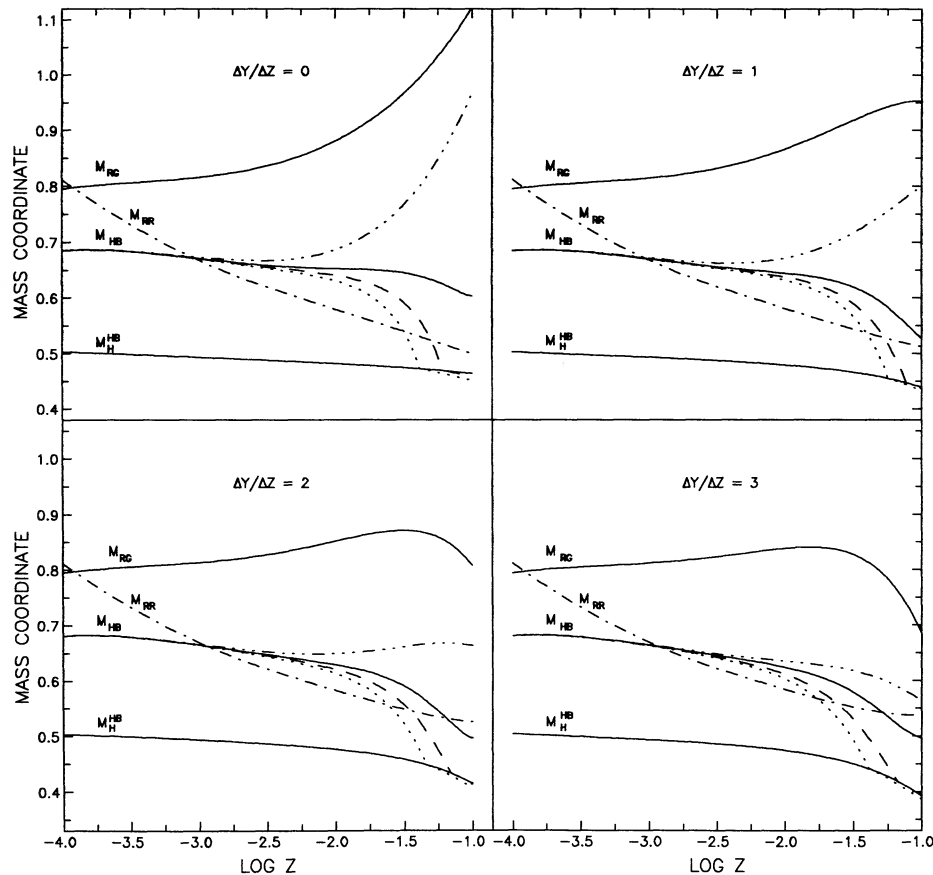 ΔY/ΔZ = 0
M_RG
M_RR
M_HB
M_H^HB
1.1
1.0
0.9
0.8
0.7
0.6
0.5
0.4
MASS COORDINATE
ΔY/ΔZ = 1
M_RG
M_RR
M_HB
M_H^HB
ΔY/ΔZ = 2
M_RG
M_RR
M_HB
M_H^HB
1.0
0.9
0.8
0.7
0.6
0.5
0.4
MASS COORDINATE
-4.0 -3.5 -3.0 -2.5 -2.0 -1.5 -1.0
LOG Z
ΔY/ΔZ = 3
M_RG
M_RR
M_HB
M_H^HB
-4.0 -3.5 -3.0 -2.5 -2.0 -1.5 -1.0
LOG Z